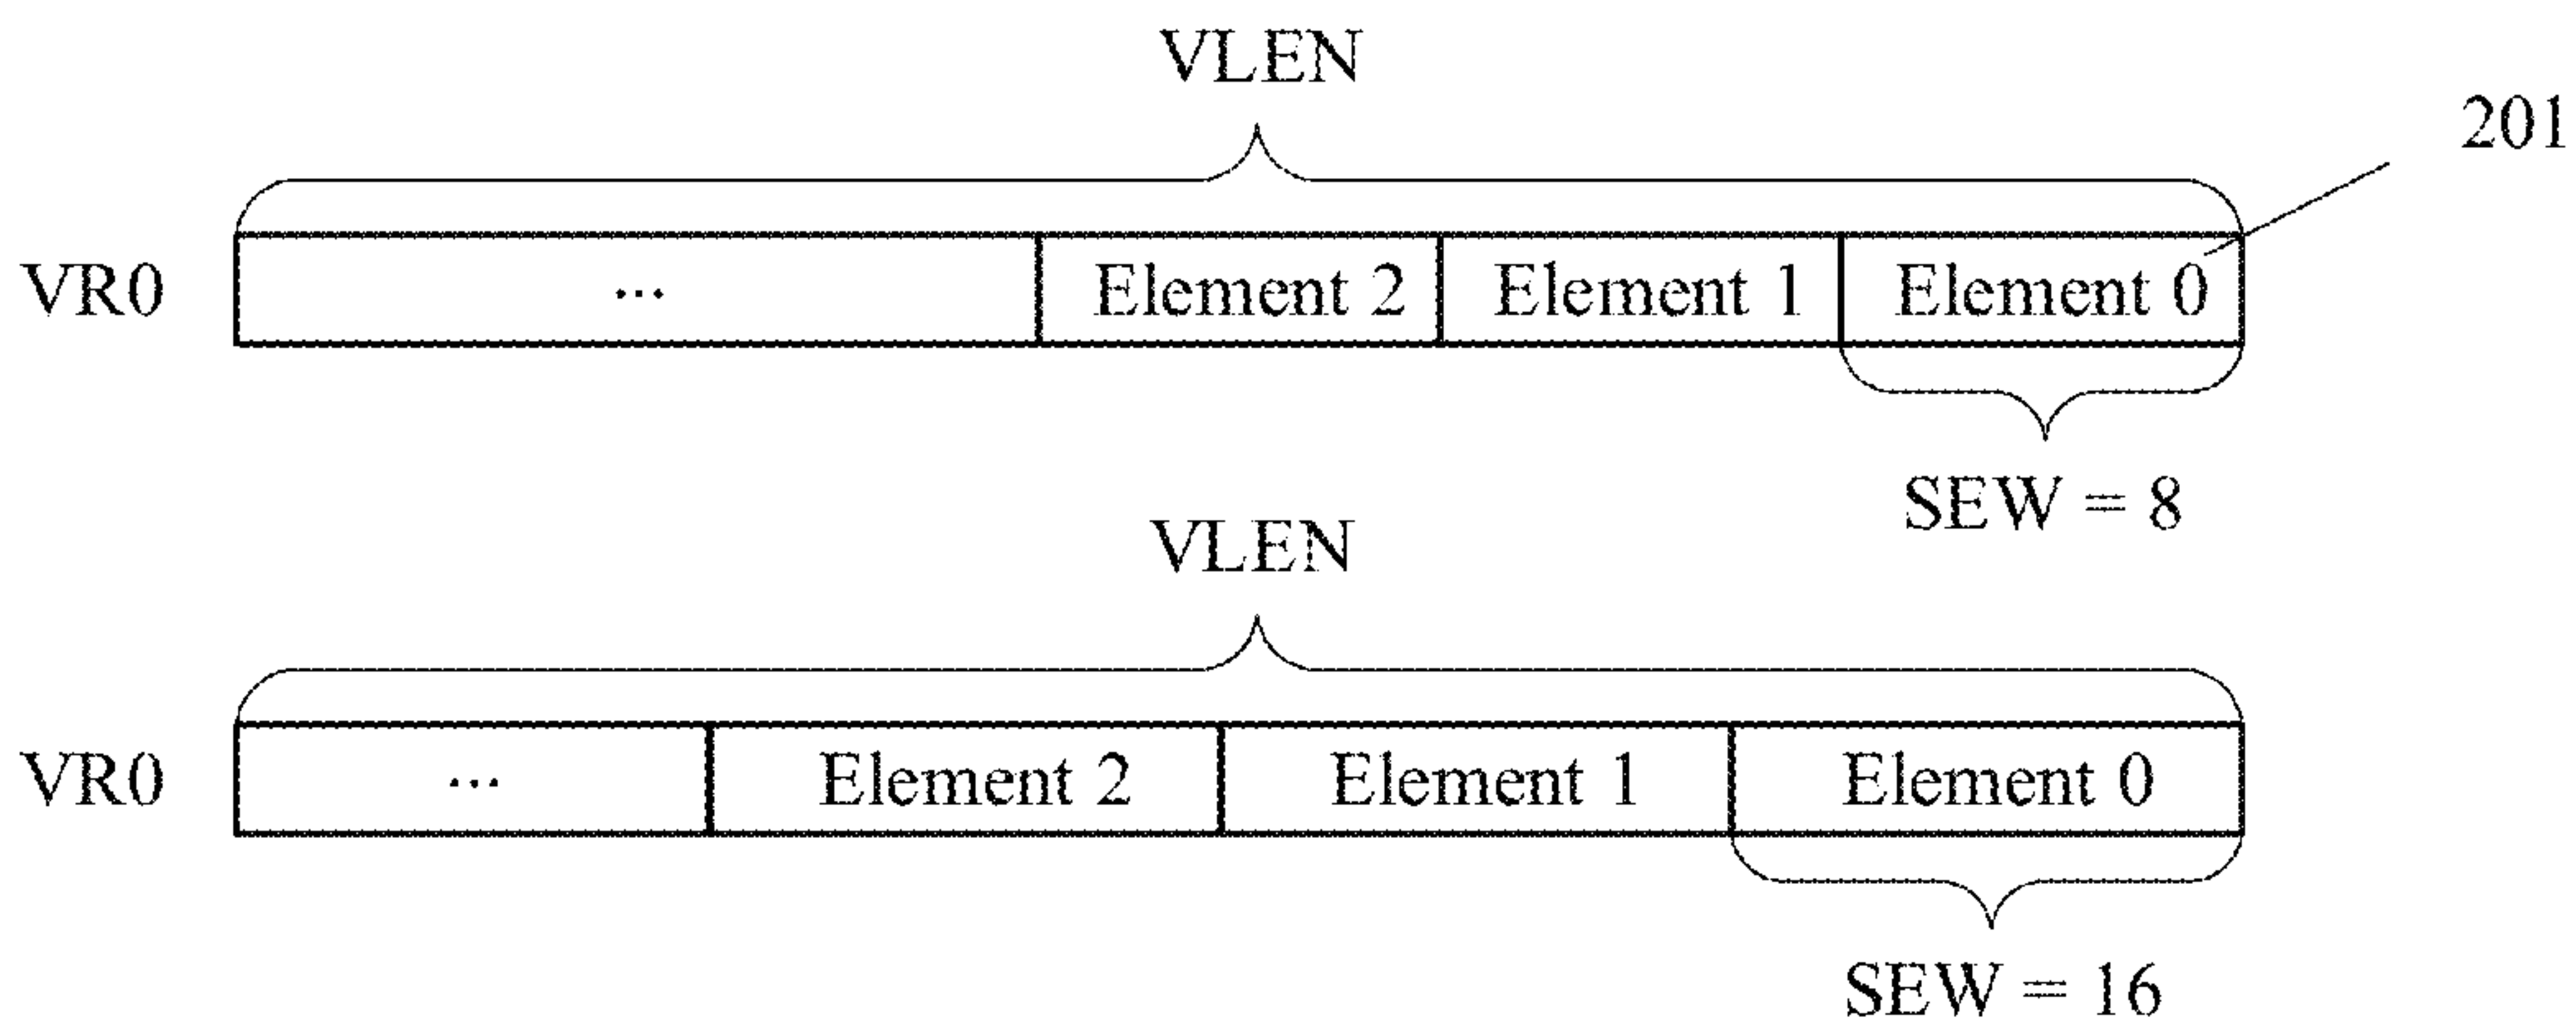 VLEN
201
VR0 ... Element 2 Element 1 Element 0
SEW = 8
VLEN
VR0 ... Element 2 Element 1 Element 0
SEW = 16